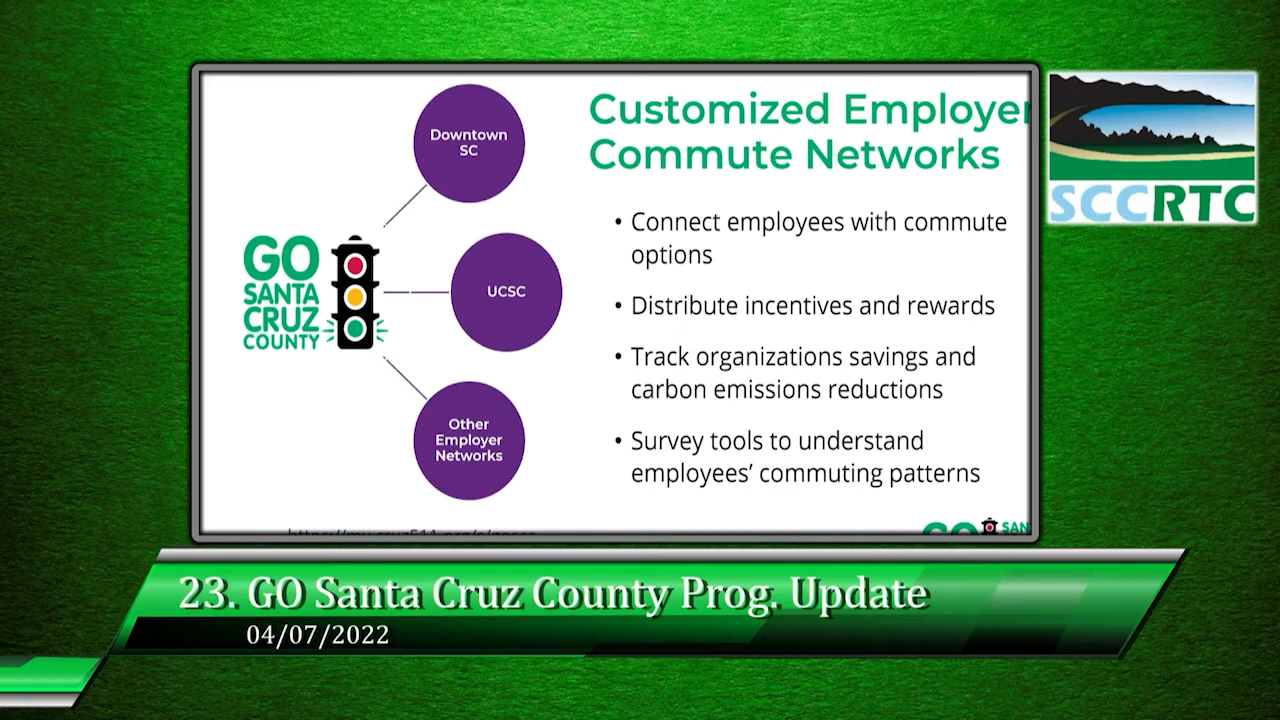 Customized Employer
Commute Networks
Downtown
SC
GO
SANTA
CRUZ
COUNTY
UCSC
Other
Employer
Networks
• Connect employees with commute
options
• Distribute incentives and rewards
• Track organizations savings and
carbon emissions reductions
• Survey tools to understand
employees’ commuting patterns
GO SAN
SCCRTC
23. GO Santa Cruz County Prog. Update
04/07/2022